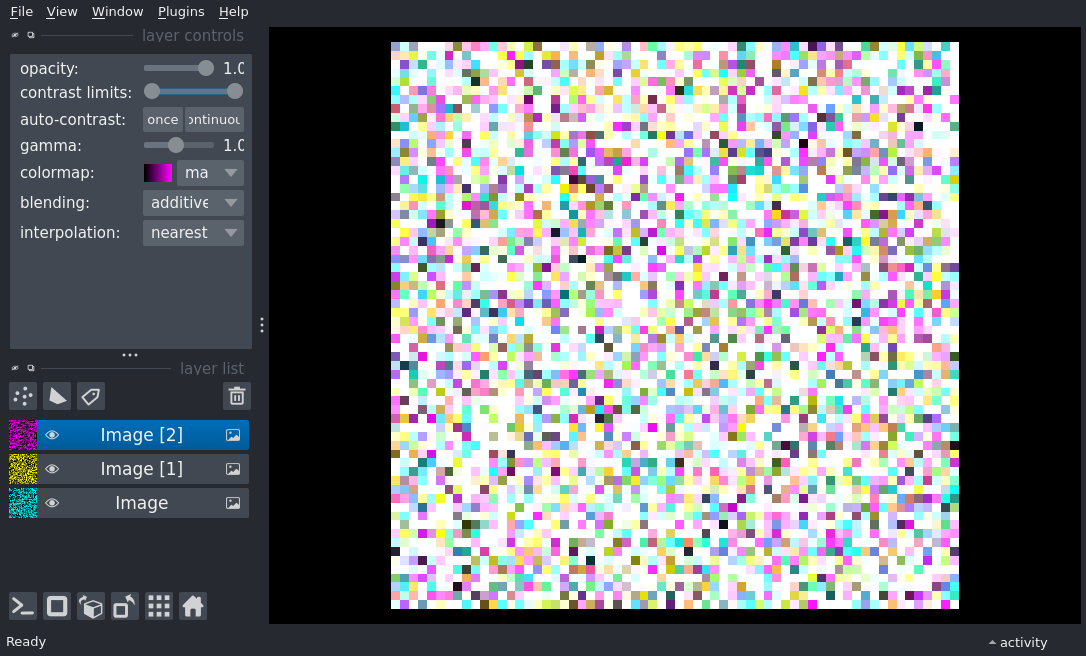 File View Window Plugins Help
layer controls
opacity: 1.0
contrast limits:
auto-contrast: once ontinuou
gamma: 1.0
colormap: ma
blending: additive
interpolation: nearest
layer list
Image [2]
Image [1]
Image
Ready
activity